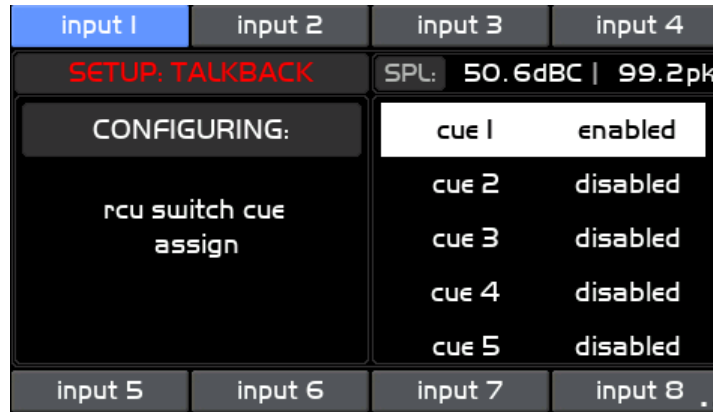 input 1 input 2 input 3 input 4
SETUP: TALKBACK SPL: 50.6dBC | 99.2pk
CONFIGURING:
rcu switch cue
assign
cue 1 enabled
cue 2 disabled
cue 3 disabled
cue 4 disabled
cue 5 disabled
input 5 input 6 input 7 input 8 .